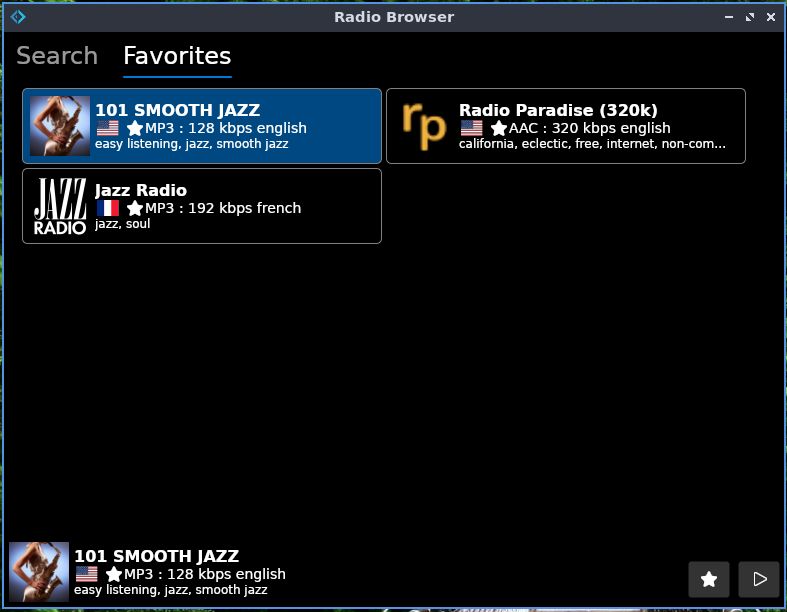 Radio Browser
Search Favorites
101 SMOOTH JAZZ
MP3 : 128 kbps english
easy listening, jazz, smooth jazz
rp
Radio Paradise (320k)
AAC : 320 kbps english
california, eclectic, free, internet, non-com...
JAZZ
RADIO
Jazz Radio
MP3 : 192 kbps french
jazz, soul
101 SMOOTH JAZZ
MP3 : 128 kbps english
easy listening, jazz, smooth jazz